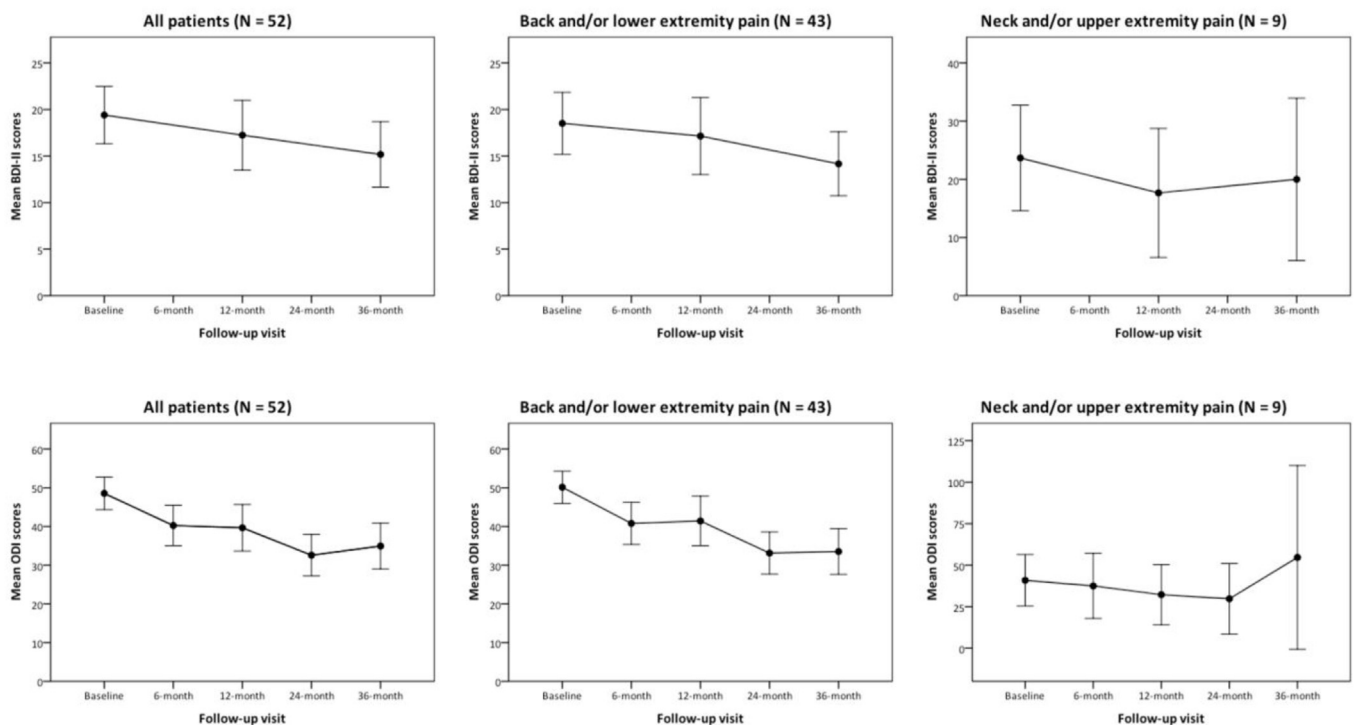 All patients (N = 52)
Mean BDI-II scores
25
20
15
10
5
0
Baseline 6-month 12-month 24-month 36-month
Follow-up visit
Back and/or lower extremity pain (N = 43)
Mean BDI-II scores
25
20
15
10
5
0
Baseline 6-month 12-month 24-month 36-month
Follow-up visit
Neck and/or upper extremity pain (N = 9)
Mean BDI-II scores
40
30
20
10
0
Baseline 6-month 12-month 24-month 36-month
Follow-up visit
All patients (N = 52)
Mean ODI scores
60
50
40
30
20
10
0
Baseline 6-month 12-month 24-month 36-month
Follow-up visit
Back and/or lower extremity pain (N = 43)
Mean ODI scores
60
50
40
30
20
10
0
Baseline 6-month 12-month 24-month 36-month
Follow-up visit
Neck and/or upper extremity pain (N = 9)
Mean ODI scores
125
100
75
50
25
0
Baseline 6-month 12-month 24-month 36-month
Follow-up visit